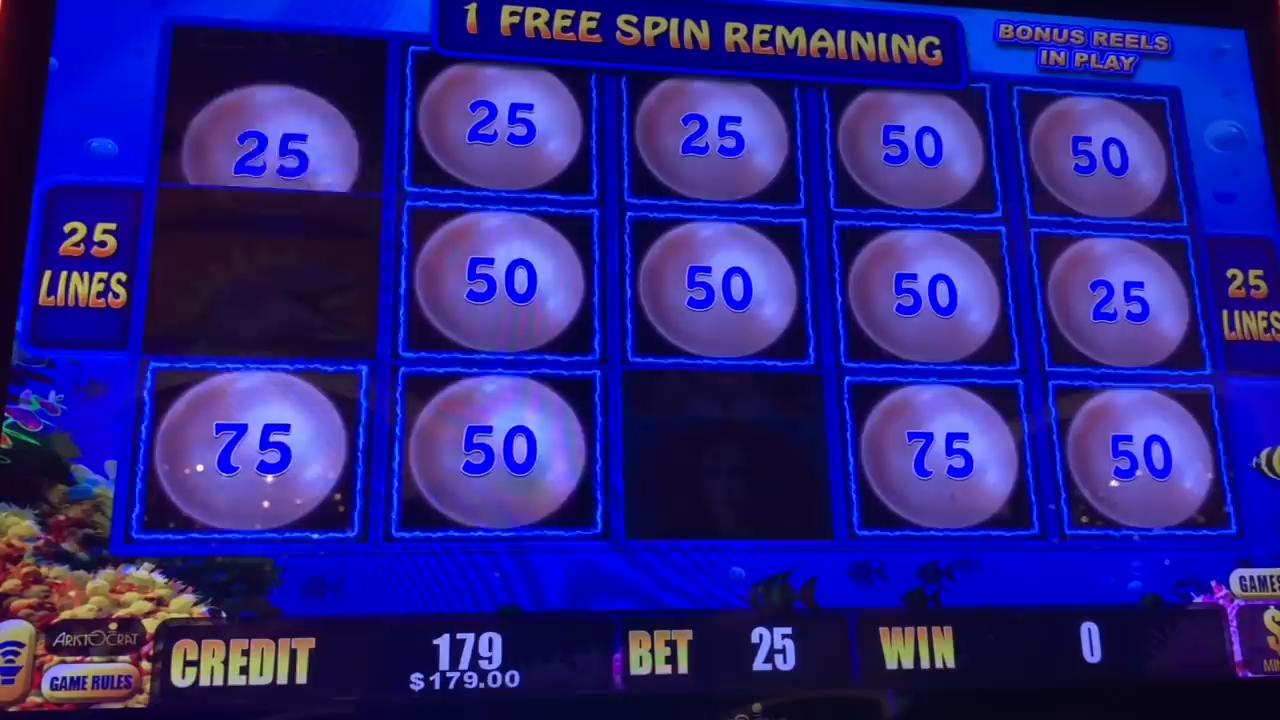 1 FREE SPIN REMAINING
BONUS REELS
IN PLAY
25 25 25 50 50
25
LINES
50 50 50 25
25
LINES
75 50 75 50
ARISTOCRAT
GAME RULES
CREDIT 179
$179.00
BET 25
WIN 0
GAMES
$